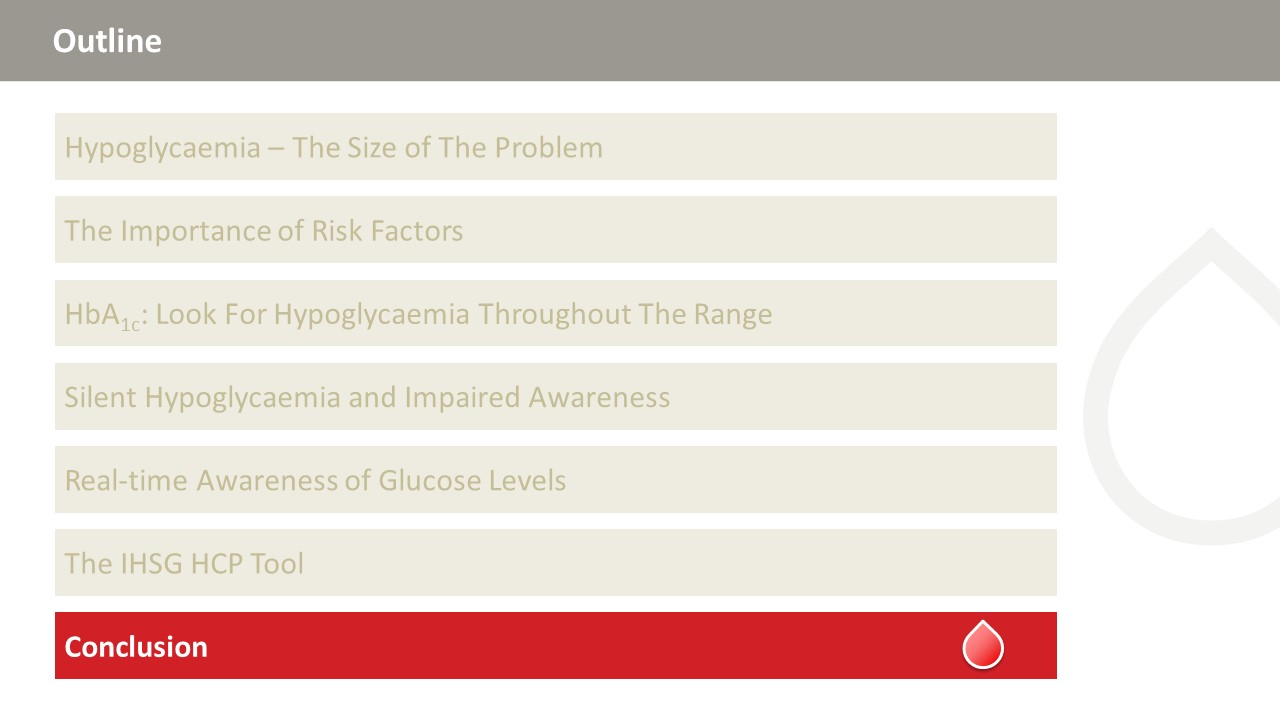 Outline
Hypoglycaemia – The Size of The Problem
The Importance of Risk Factors
HbA1c: Look For Hypoglycaemia Throughout The Range
Silent Hypoglycaemia and Impaired Awareness
Real-time Awareness of Glucose Levels
The IHSG HCP Tool
Conclusion